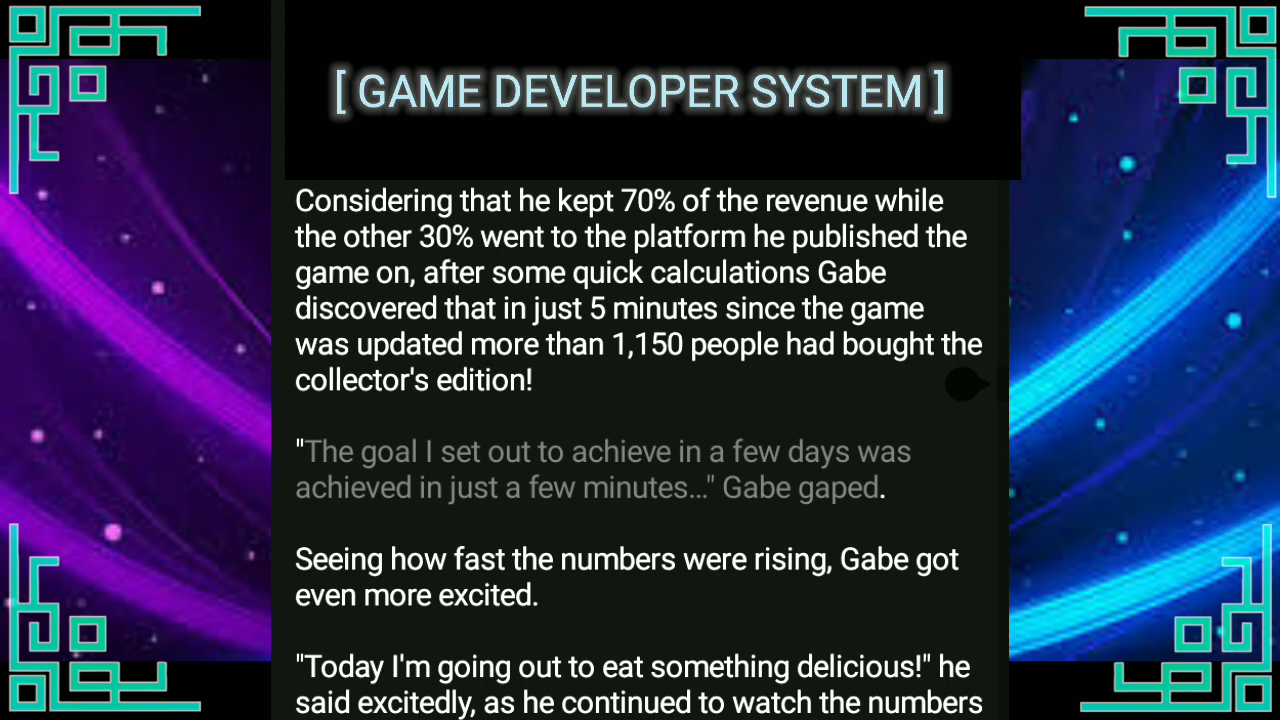 [ GAME DEVELOPER SYSTEM ]
Considering that he kept 70% of the revenue while
the other 30% went to the platform he published the
game on, after some quick calculations Gabe
discovered that in just 5 minutes since the game
was updated more than 1,150 people had bought the
collector's edition!
"The goal I set out to achieve in a few days was
achieved in just a few minutes…" Gabe gaped.
Seeing how fast the numbers were rising, Gabe got
even more excited.
"Today I'm going out to eat something delicious!" he
said excitedly, as he continued to watch the numbers